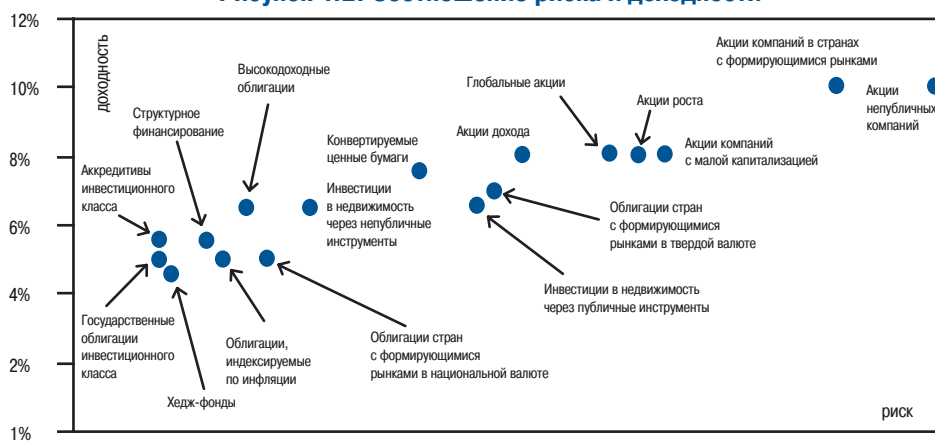 12%
10%
8%
6%
4%
2%
1%
доходность
Высокодоходные
облигации
Структурное
финансирование
Аккредитивы
инвестиционного
класса
Конвертируемые
ценные бумаги
Инвестиции
в недвижимость
через непубличные
инструменты
Глобальные акции
Акции дохода
Акции роста
Акции компаний в странах
с формирующимися рынками
Акции
непубличных
компаний
Акции компаний
с малой капитализацией
Облигации стран
с формирующимися
рынками в твердой валюте
Инвестиции в недвижимость
через публичные инструменты
Государственные
облигации
инвестиционного
класса
Хедж-фонды
Облигации,
индексируемые
по инфляции
Облигации стран
с формирующимися
рынками в национальной валюте
риск